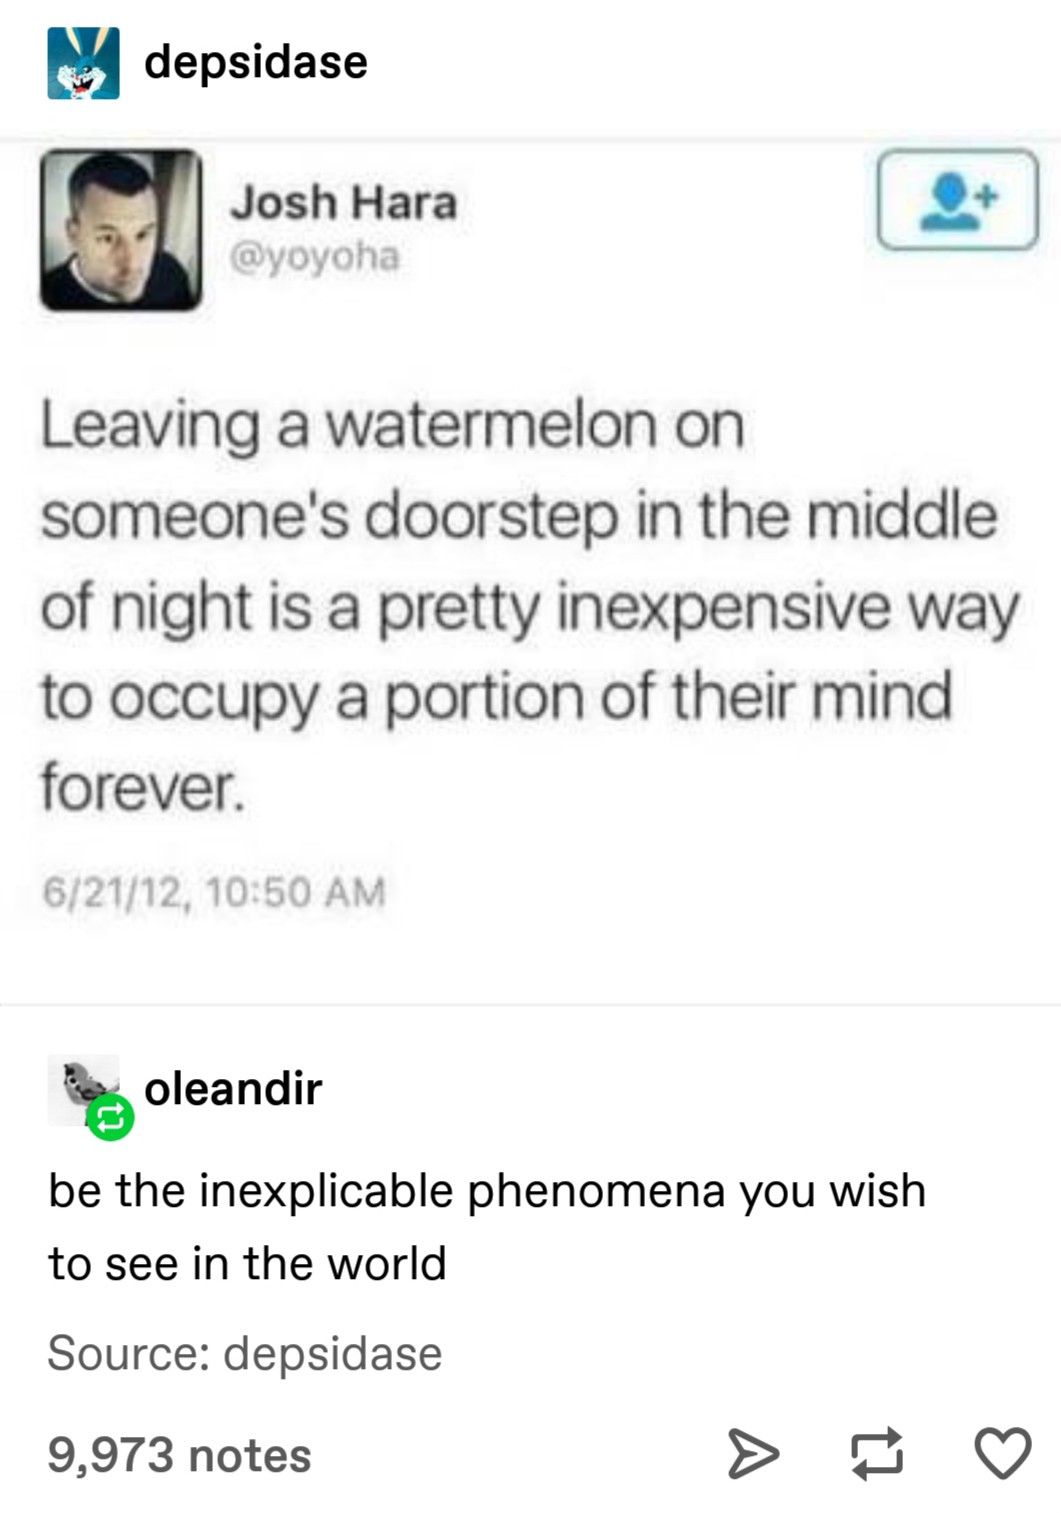 depsidase
Josh Hara
@yoyoha
Leaving a watermelon on
someone's doorstep in the middle
of night is a pretty inexpensive way
to occupy a portion of their mind
forever.
6/21/12, 10:50 AM
oleandir
be the inexplicable phenomena you wish
to see in the world
Source: depsidase
9,973 notes